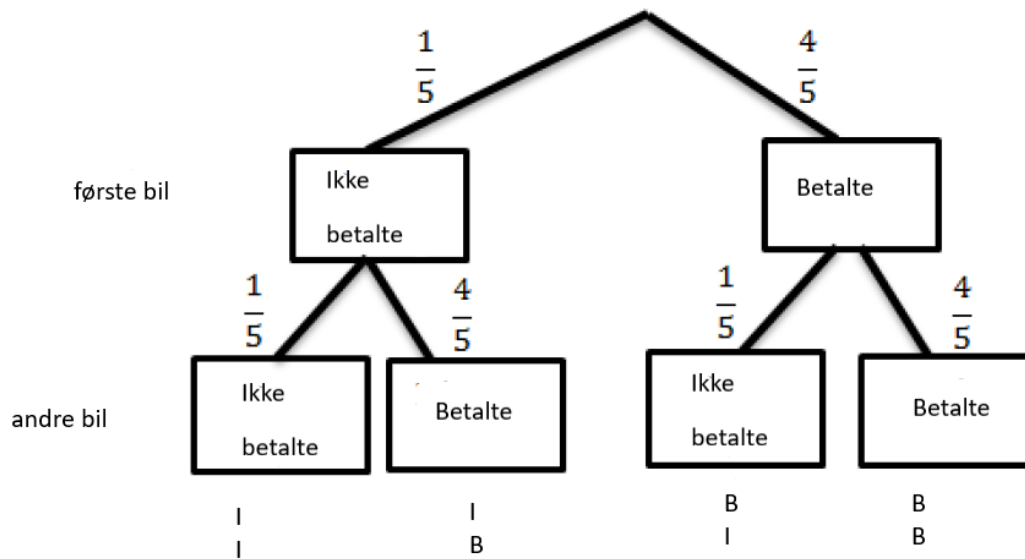 1/5
4/5
første bil
Ikke
betalte
Betalte
1/5
4/5
1/5
4/5
andre bil
Ikke
betalte
Betalte
Ikke
betalte
Betalte
I
I
I
B
B
I
B
B